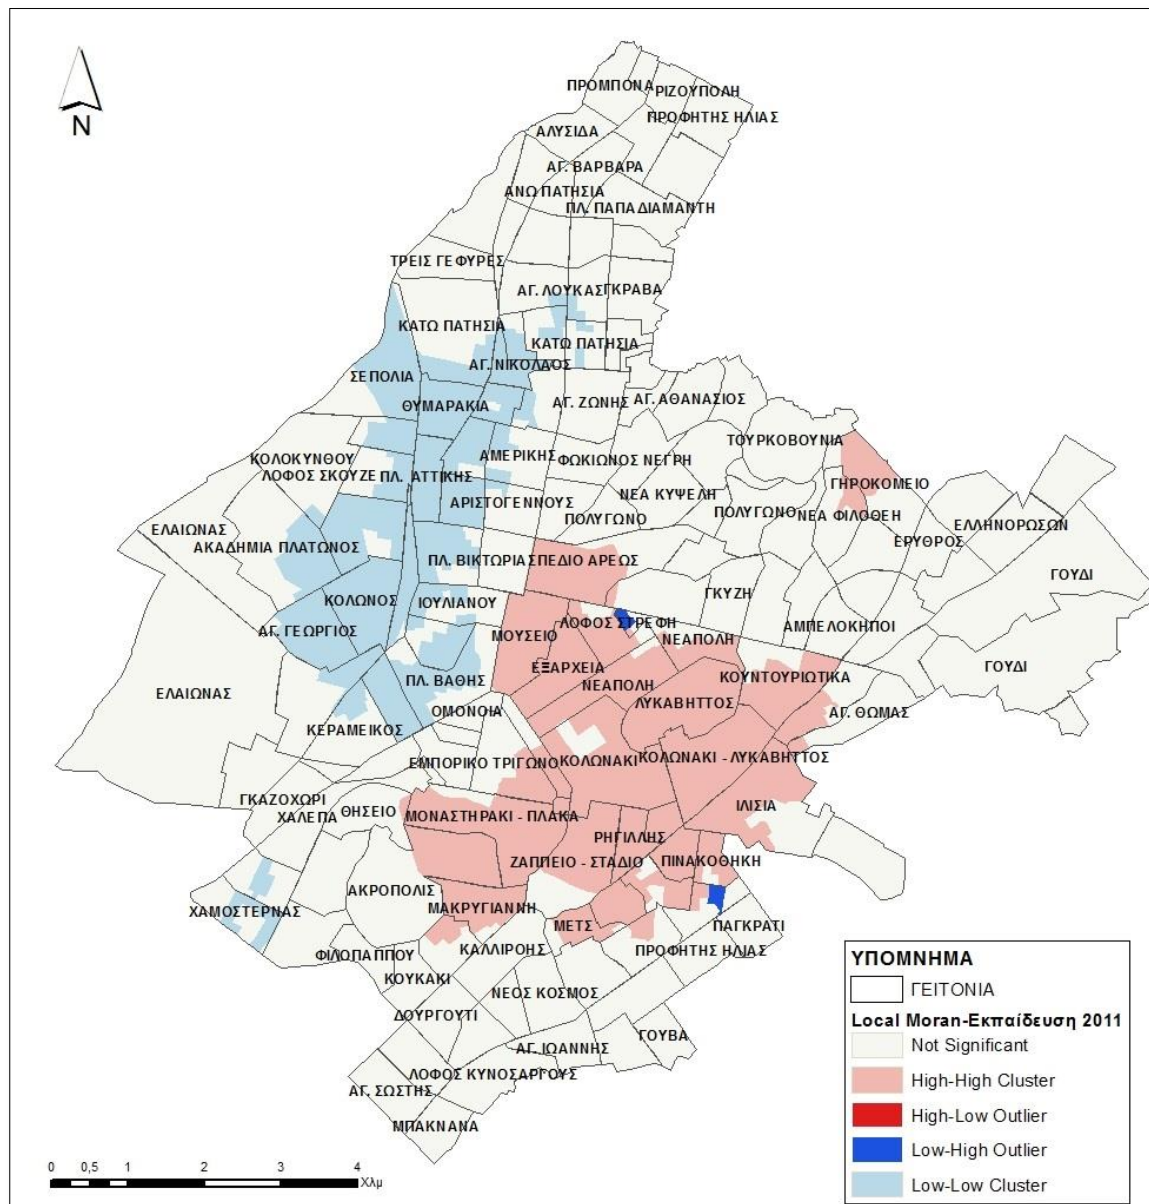 ΠΡΟΜΠΟΝΑ
ΡΙΖΟΥΠΟΛΗ
ΠΡΟΦΗΤΗΣ ΗΛΙΑΣ
ΑΛΥΣΙΔΑ
N
ΑΓ. ΒΑΡΒΑΡΑ
ΑΝΩ ΠΑΤΗΣΙΑ
ΠΛ. ΠΑΠΑΔΙΑΜΑΝΤΗ
ΤΡΕΙΣ ΓΕΦΥΡΕΣ
ΑΓ. ΛΟΥΚΑΣ
ΓΚΡΑΒΑ
ΚΑΤΩ ΠΑΤΗΣΙΑ
ΚΑΤΩ ΠΑΤΗΣΙΑ
ΑΓ. ΝΙΚΟΛΑΟΣ
ΣΕΠΟΛΙΑ
ΘΥΜΑΡΑΚΙΑ
ΑΓ. ΖΩΝΗΣ
ΑΓ. ΑΘΑΝΑΣΙΟΣ
ΤΟΥΡΚΟΒΟΥΝΙΑ
ΚΟΛΟΚΥΝΘΟΥ
ΑΜΕΡΙΚΗΣ
ΦΩΚΙΩΝΟΣ ΝΕΓΡΗ
ΛΟΦΟΣ ΣΚΟΥΖΕ
ΠΛ. ΑΤΤΙΚΗΣ
ΓΗΡΟΚΟΜΕΙΟ
ΑΡΙΣΤΟΓΕΝΝΟΥΣ
ΝΕΑ ΚΥΨΕΛΗ
ΠΟΛΥΓΩΝΟ
ΠΟΛΥΓΩΝΟ
ΝΕΑ ΦΙΛΟΘΕΗ
ΕΛΛΗΝΟΡΩΣΩΝ
ΕΛΑΙΩΝΑΣ
ΑΚΑΔΗΜΙΑ ΠΛΑΤΩΝΟΣ
ΕΡΥΘΡΟΣ
ΠΛ. ΒΙΚΤΩΡΙΑΣ
ΠΕΔΙΟ ΑΡΕΩΣ
ΓΟΥΔΙ
ΚΟΛΩΝΟΣ
ΙΟΥΛΙΑΝΟΥ
ΓΚΥΖΗ
ΑΓ. ΓΕΩΡΓΙΟΣ
ΜΟΥΣΕΙΟ
ΛΟΦΟΣ ΣΤΡΕΦΗ
ΝΕΑΠΟΛΗ
ΑΜΠΕΛΟΚΗΠΟΙ
ΕΞΑΡΧΕΙΑ
ΓΟΥΔΙ
ΕΛΑΙΩΝΑΣ
ΠΛ. ΒΑΘΗΣ
ΝΕΑΠΟΛΗ
ΚΟΥΝΤΟΥΡΙΩΤΙΚΑ
ΟΜΟΝΟΙΑ
ΛΥΚΑΒΗΤΤΟΣ
ΑΓ. ΘΩΜΑΣ
ΚΕΡΑΜΕΙΚΟΣ
ΕΜΠΟΡΙΚΟ ΤΡΙΓΩΝΟ
ΚΟΛΩΝΑΚΙ
ΚΟΛΩΝΑΚΙ - ΛΥΚΑΒΗΤΤΟΣ
ΓΚΑΖΟΧΩΡΙ
ΧΑΛΕΠΑ
ΘΗΣΕΙΟ
ΜΟΝΑΣΤΗΡΑΚΙ - ΠΛΑΚΑ
ΙΛΙΣΙΑ
ΡΗΓΙΛΛΗΣ
ΖΑΠΠΕΙΟ - ΣΤΑΔΙΟ
ΠΙΝΑΚΟΘΗΚΗ
ΑΚΡΟΠΟΛΙΣ
ΧΑΜΟΣΤΕΡΝΑΣ
ΜΑΚΡΥΓΙΑΝΝΗ
ΜΕΤΣ
ΠΑΓΚΡΑΤΙ
ΦΙΛΟΠΑΠΠΟΥ
ΚΑΛΛΙΡΟΗΣ
ΠΡΟΦΗΤΗΣ ΗΛΙΑΣ
ΚΟΥΚΑΚΙ
ΝΕΟΣ ΚΟΣΜΟΣ
ΔΟΥΡΓΟΥΤΙ
ΓΟΥΒΑ
ΑΓ. ΙΩΑΝΝΗΣ
ΛΟΦΟΣ ΚΥΝΟΣΑΡΓΟΥΣ
ΑΓ. ΣΩΣΤΗΣ
ΜΠΑΚΝΑΝΑ
ΥΠΟΜΝΗΜΑ
ΓΕΙΤΟΝΙΑ
Local Moran-Εκπαίδευση 2011
Not Significant
High-High Cluster
High-Low Outlier
Low-High Outlier
Low-Low Cluster
0 0,5 1 2 3 4
Χλμ